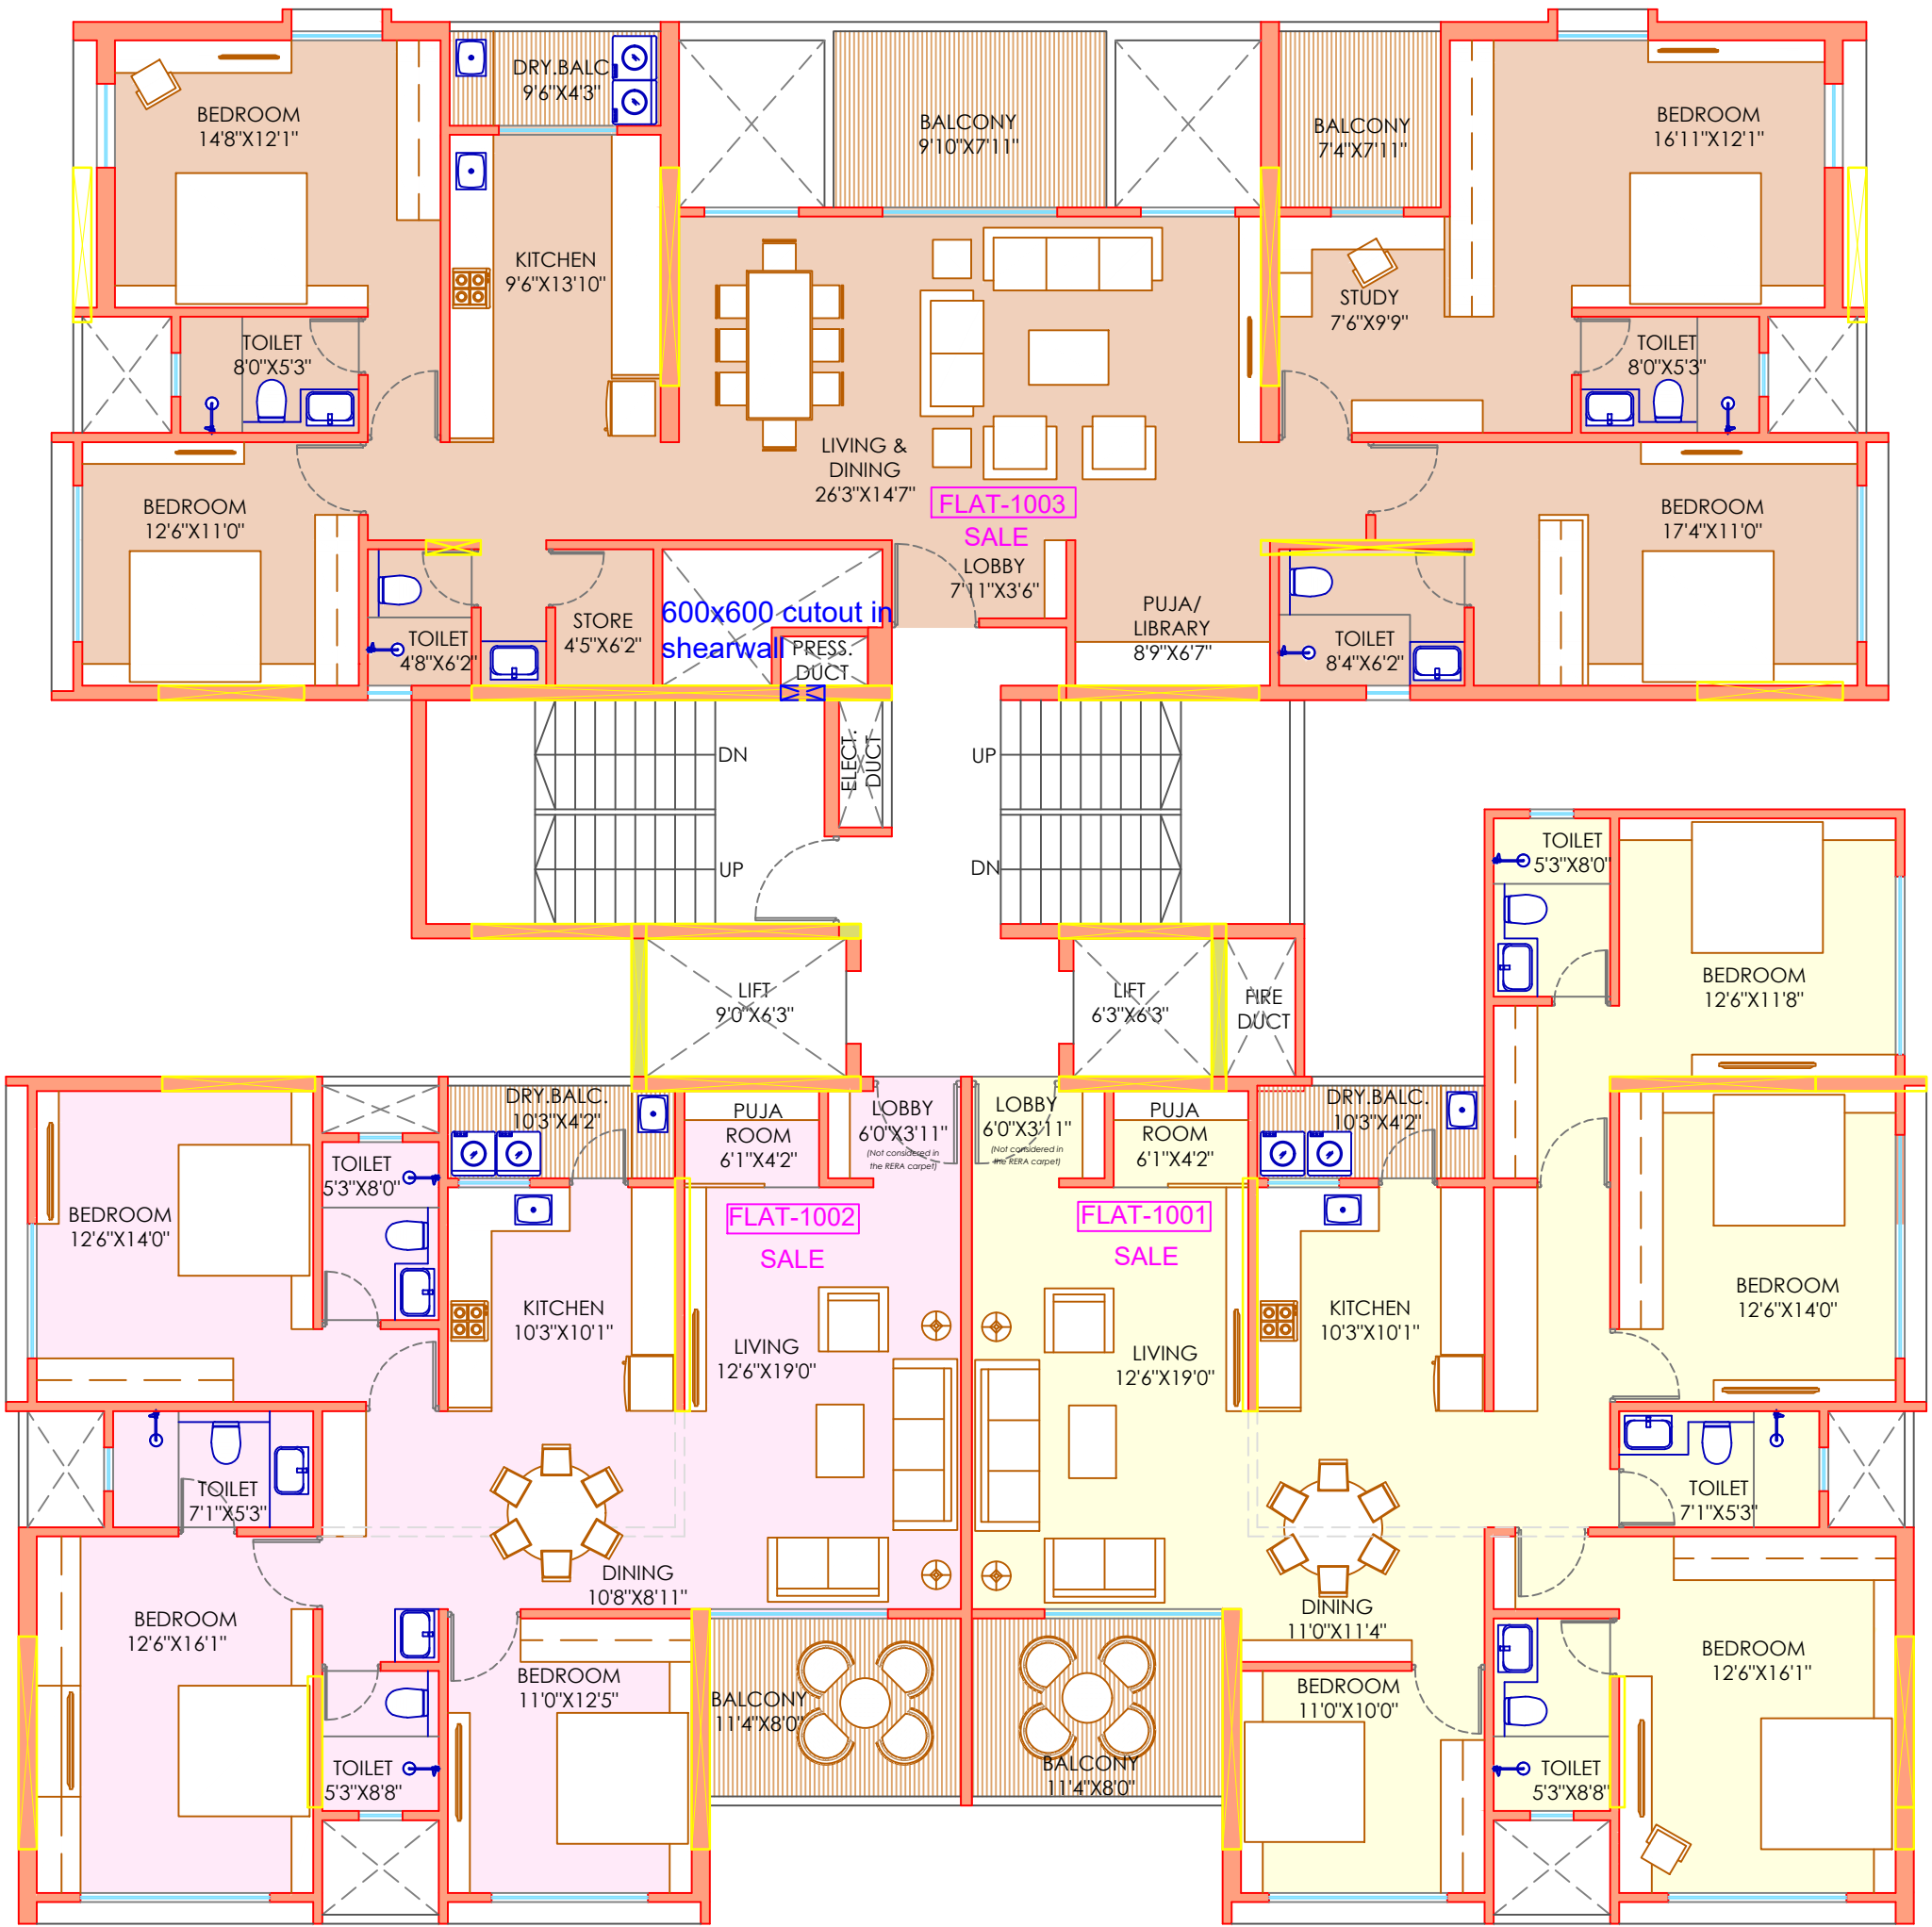 BEDROOM
14'8"X12'1"
DRY.BALC.
9'6"X4'3"
BALCONY
9'10"X7'11"
BALCONY
7'4"X7'11"
BEDROOM
16'11"X12'1"
KITCHEN
9'6"X13'10"
STUDY
7'6"X9'9"
TOILET
8'0"X5'3"
TOILET
8'0"X5'3"
LIVING &
DINING
26'3"X14'7"
FLAT-1003
SALE
BEDROOM
12'6"X11'0"
BEDROOM
17'4"X11'0"
LOBBY
7'11"X3'6"
600x600 cutout in
shearwall
STORE
4'5"X6'2"
TOILET
4'8"X6'2"
PRESS.
DUCT
PUJA/
LIBRARY
8'9"X6'7"
TOILET
8'4"X6'2"
DN
ELECT.
DUCT
UP
UP
DN
TOILET
5'3"X8'0"
BEDROOM
12'6"X11'8"
LIFT
9'0"X6'3"
LIFT
6'3"X6'3"
FIRE
DUCT
DRY.BALC.
10'3"X4'2"
PUJA
ROOM
6'1"X4'2"
LOBBY
6'0"X3'11"
(Not considered in
the RERA carpet)
LOBBY
6'0"X3'11"
(Not considered in
the RERA carpet)
PUJA
ROOM
6'1"X4'2"
DRY.BALC.
10'3"X4'2"
TOILET
5'3"X8'0"
BEDROOM
12'6"X14'0"
FLAT-1002
SALE
FLAT-1001
SALE
KITCHEN
10'3"X10'1"
LIVING
12'6"X19'0"
LIVING
12'6"X19'0"
KITCHEN
10'3"X10'1"
BEDROOM
12'6"X14'0"
TOILET
7'1"X5'3"
TOILET
7'1"X5'3"
DINING
10'8"X8'11"
DINING
11'0"X11'4"
BEDROOM
12'6"X16'1"
BEDROOM
11'0"X12'5"
BALCONY
11'4"X8'0"
BALCONY
11'4"X8'0"
BEDROOM
11'0"X10'0"
BEDROOM
12'6"X16'1"
TOILET
5'3"X8'8"
TOILET
5'3"X8'8"